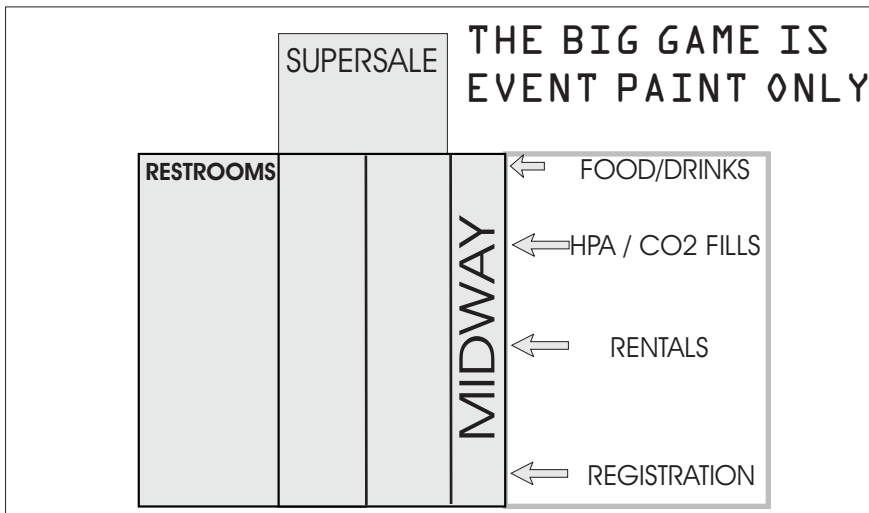 THE BIG GAME IS
EVENT PAINT ONLY
SUPERSALE
RESTROOMS
MIDWAY
FOOD/DRINKS
HPA / CO2 FILLS
RENTALS
REGISTRATION